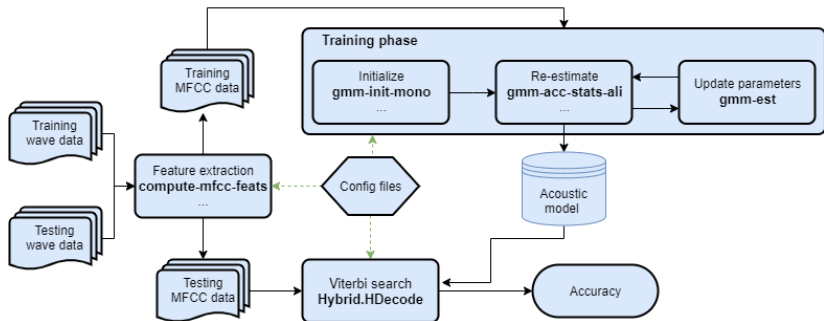 Training phase
Training
MFCC data
Initialize
gmm-init-mono
...
Re-estimate
gmm-acc-stats-ali
...
Update parameters
gmm-est
Training
wave data
Feature extraction
compute-mfcc-feats
...
Config files
Acoustic
model
Testing
wave data
Testing
MFCC data
Viterbi search
Hybrid.HDecode
Accuracy